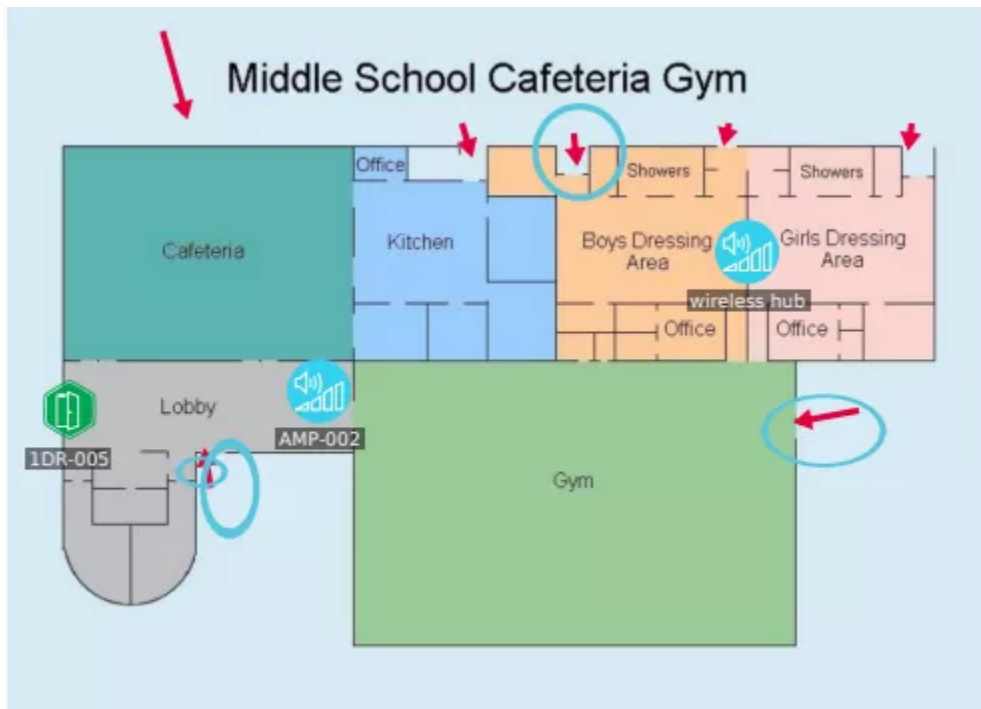 Middle School Cafeteria Gym
Office
Showers
Showers
Cafeteria
Kitchen
Boys Dressing
Area
Girls Dressing
Area
wireless hub
Office
Office
Lobby
AMP-002
1DR-005
Gym